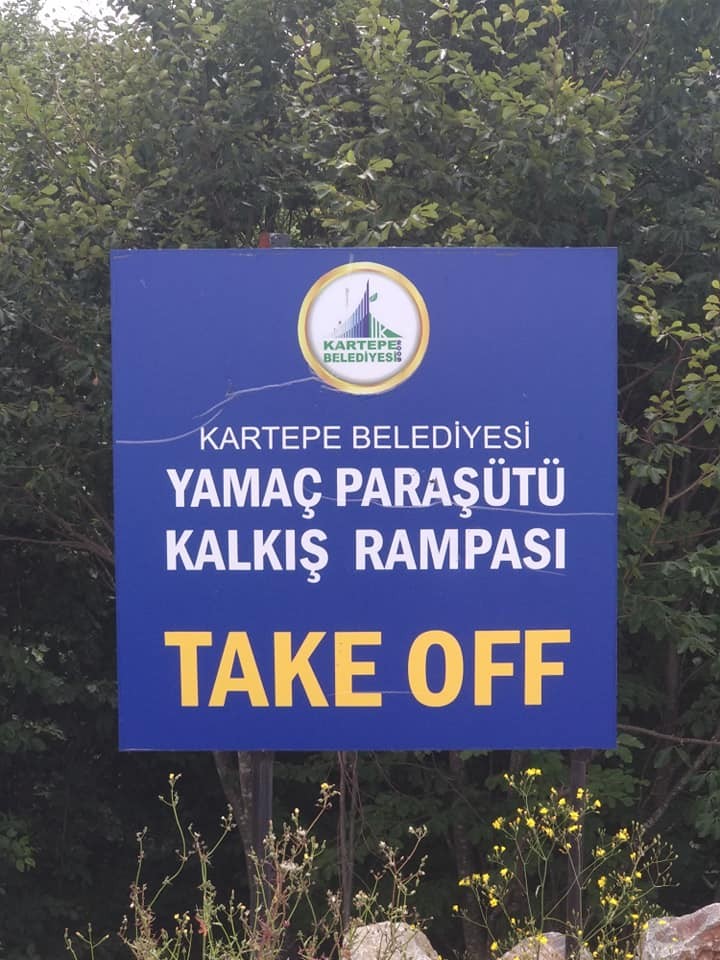 KARTEPE
BELEDİYESİ
KARTEPE BELEDİYESİ
YAMAÇ PARAŞÜTÜ
KALKIŞ RAMPASI
TAKE OFF